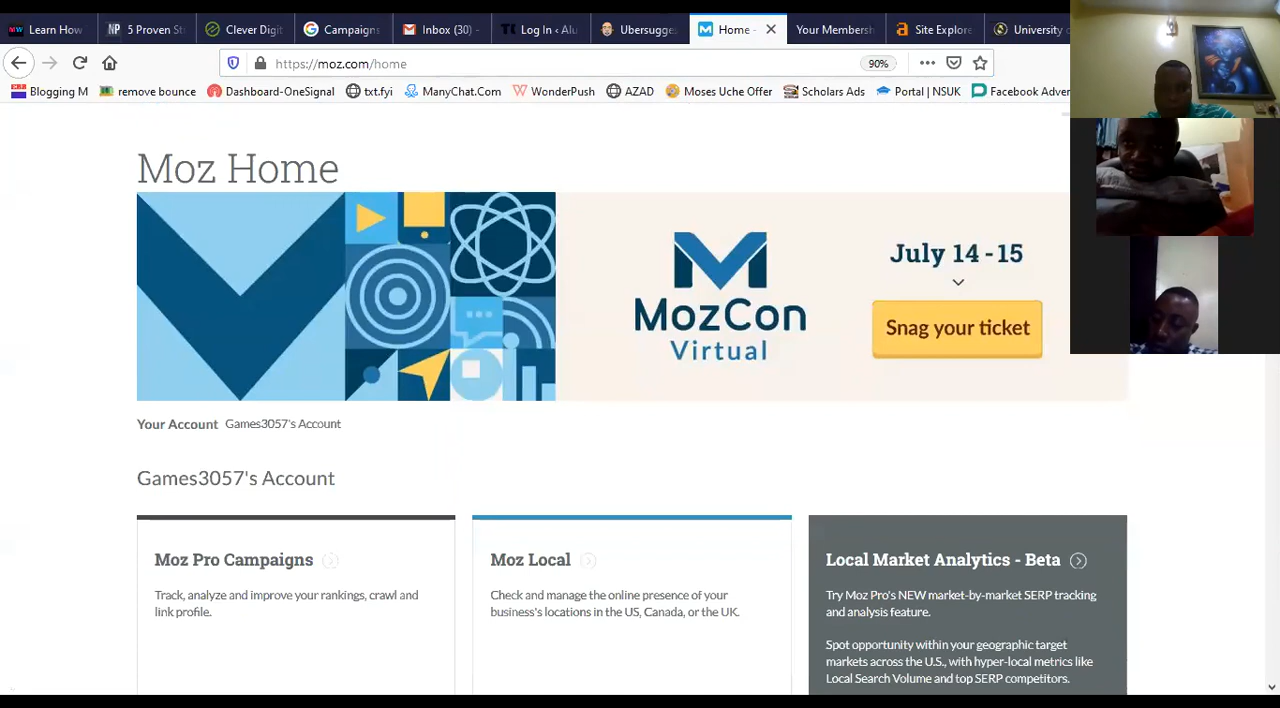 Learn How
NP 5 Proven St
Clever Digit
Campaigns
Inbox (30) -
Log In ‹ Alu
Ubersugges
Home -
Your Membersh
Site Explore
University o
https://moz.com/home
90%
Blogging M
remove bounce
Dashboard-OneSignal
txt.fyi
ManyChat.Com
WonderPush
AZAD
Moses Uche Offer
Scholars Ads
Portal | NSUK
Facebook Adver
Moz Home
MozCon
Virtual
July 14 - 15
Snag your ticket
Your Account Games3057's Account
Games3057's Account
Moz Pro Campaigns
Track, analyze and improve your rankings, crawl and
link profile.
Moz Local
Check and manage the online presence of your
business's locations in the US, Canada, or the UK.
Local Market Analytics - Beta
Try Moz Pro's NEW market-by-market SERP tracking
and analysis feature.
Spot opportunity within your geographic target
markets across the U.S., with hyper-local metrics like
Local Search Volume and top SERP competitors.